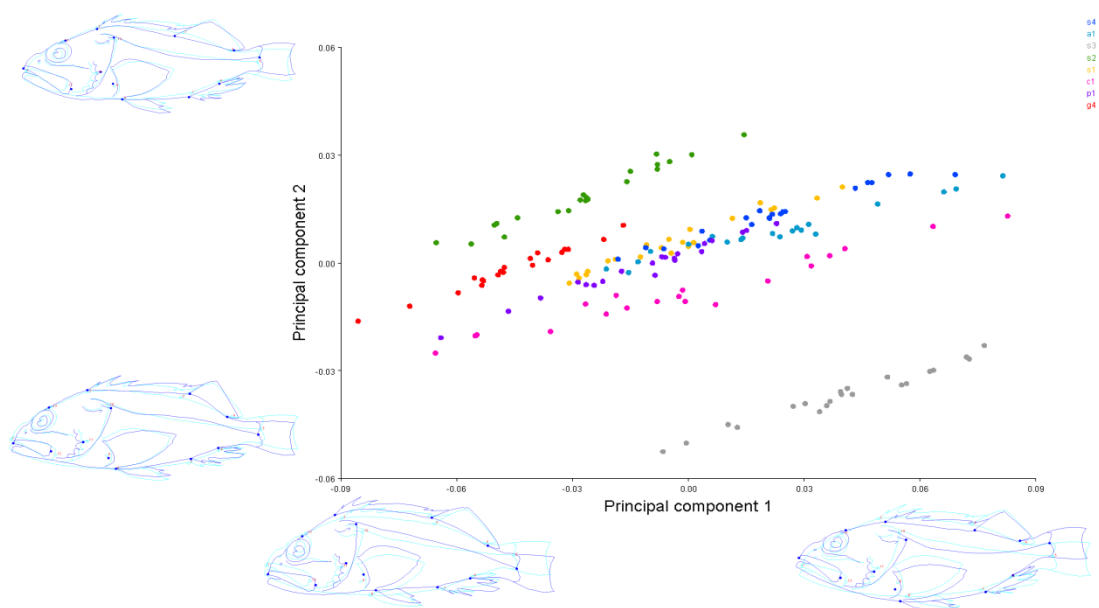 s4
a1
s3
s2
s1
c1
p1
g4
Principal component 2
0.06
0.03
0.00
-0.03
-0.06
-0.09
-0.06
-0.03
0.00
0.03
0.06
0.09
Principal component 1